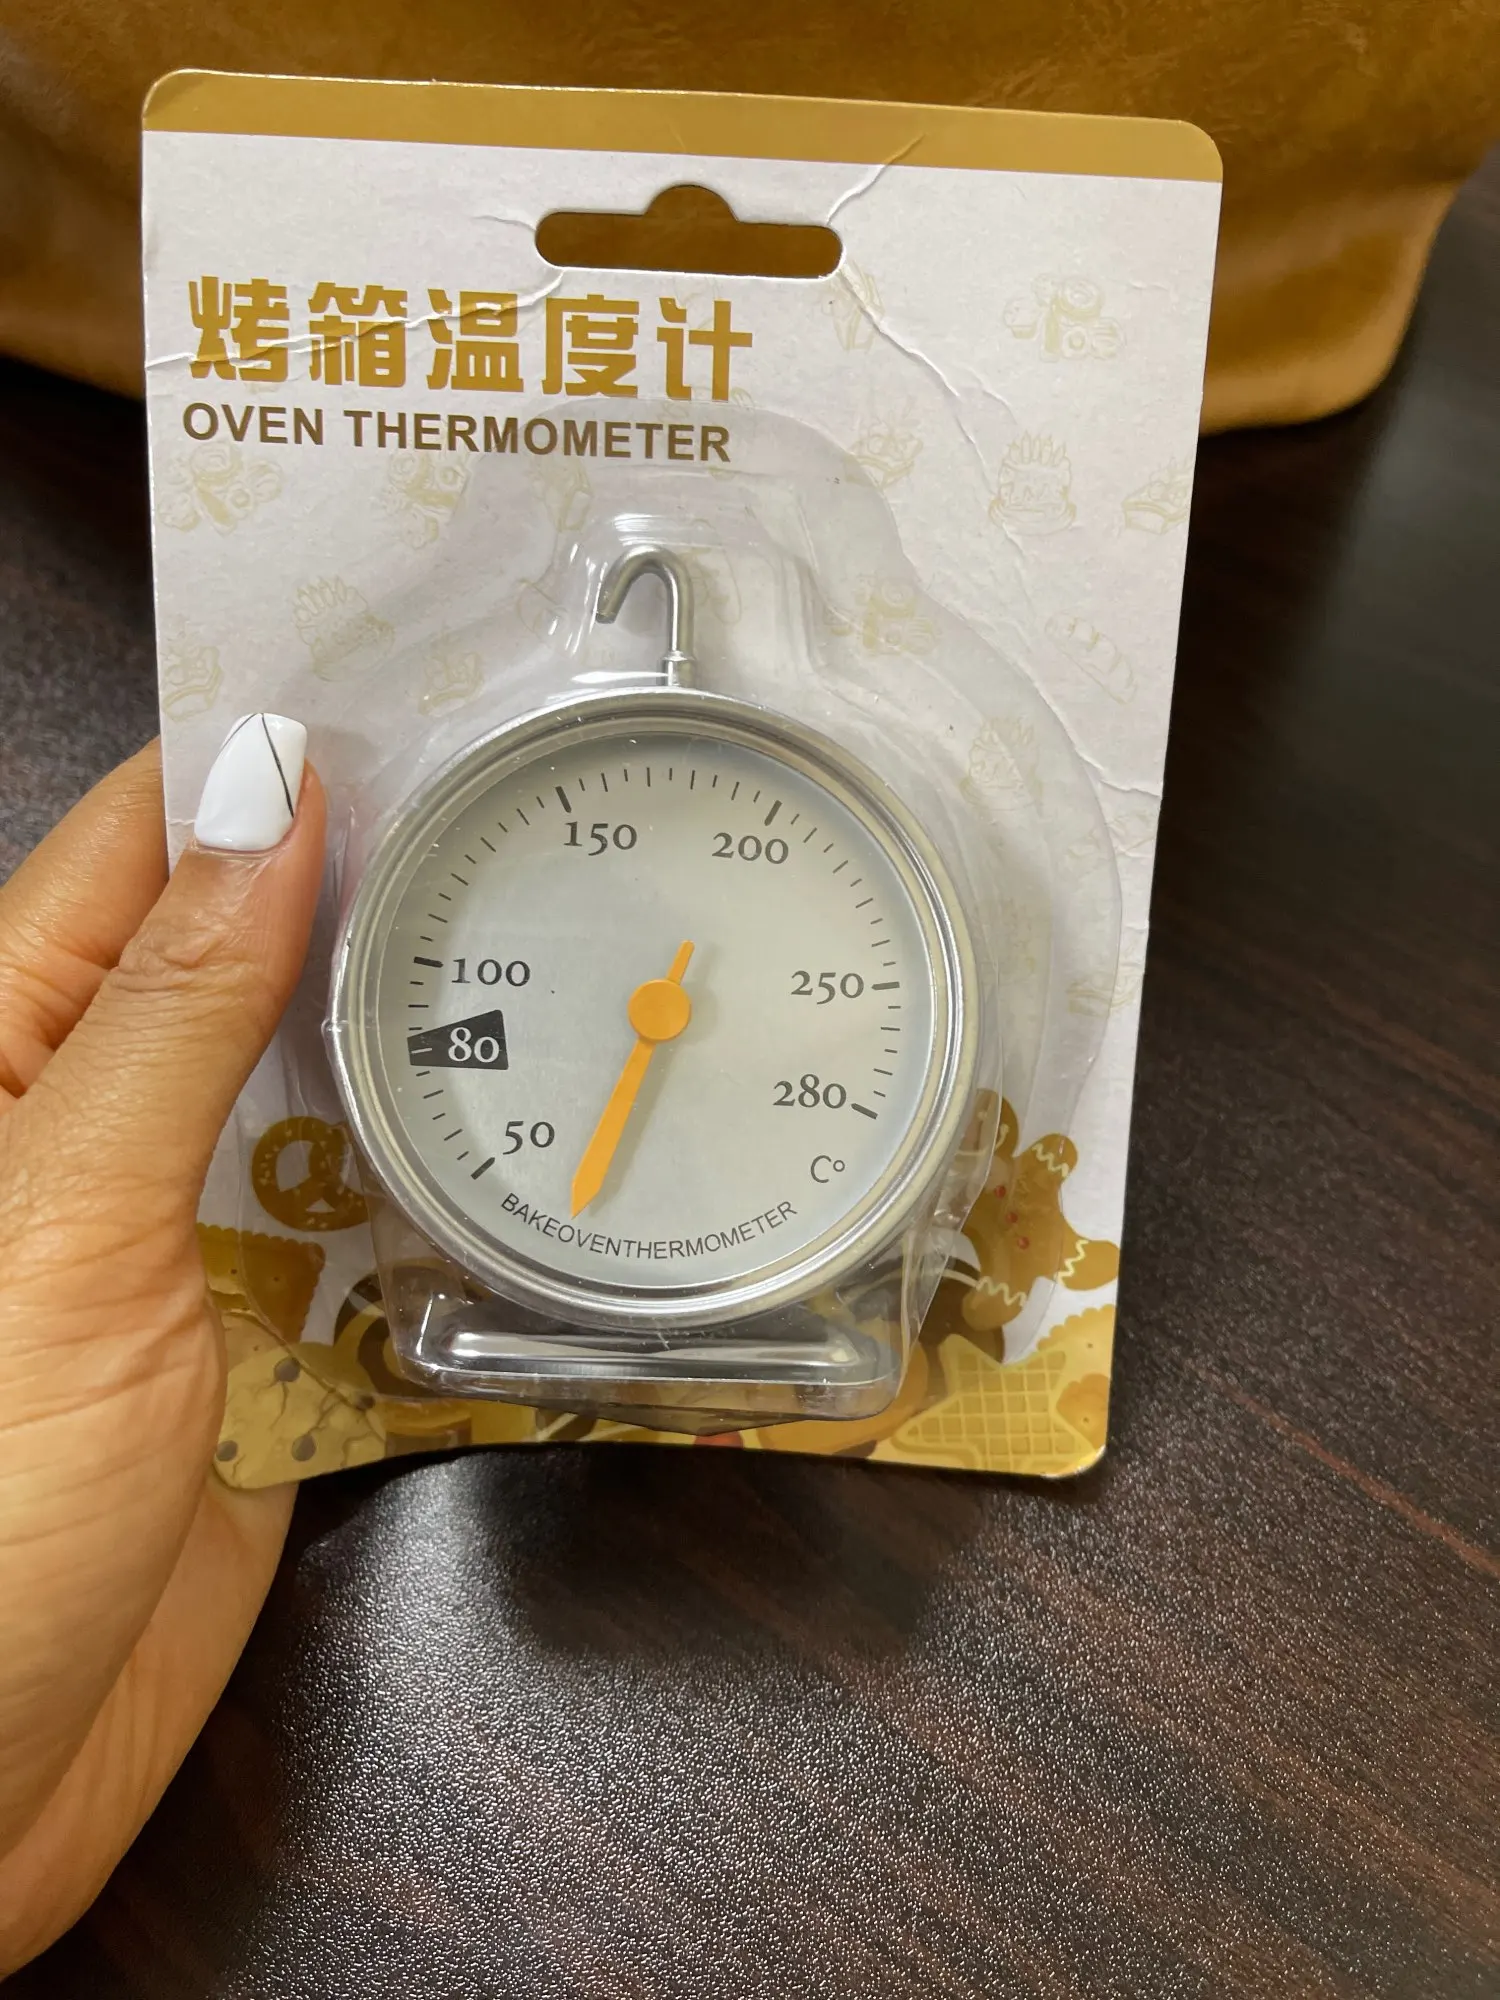 烤箱温度计
OVEN THERMOMETER
150 200
100 250
80
280
50
C°
BAKEOVENTHERMOMETER